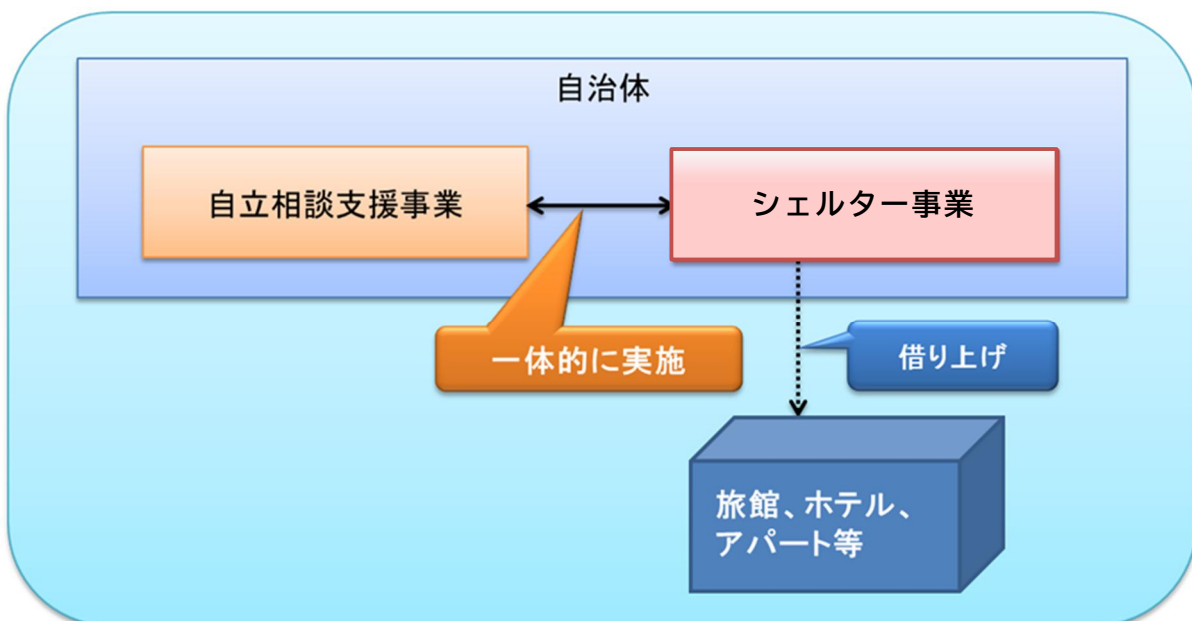 自治体
自立相談支援事業
シェルター事業
一体的に実施
借り上げ
旅館、ホテル、
アパート等